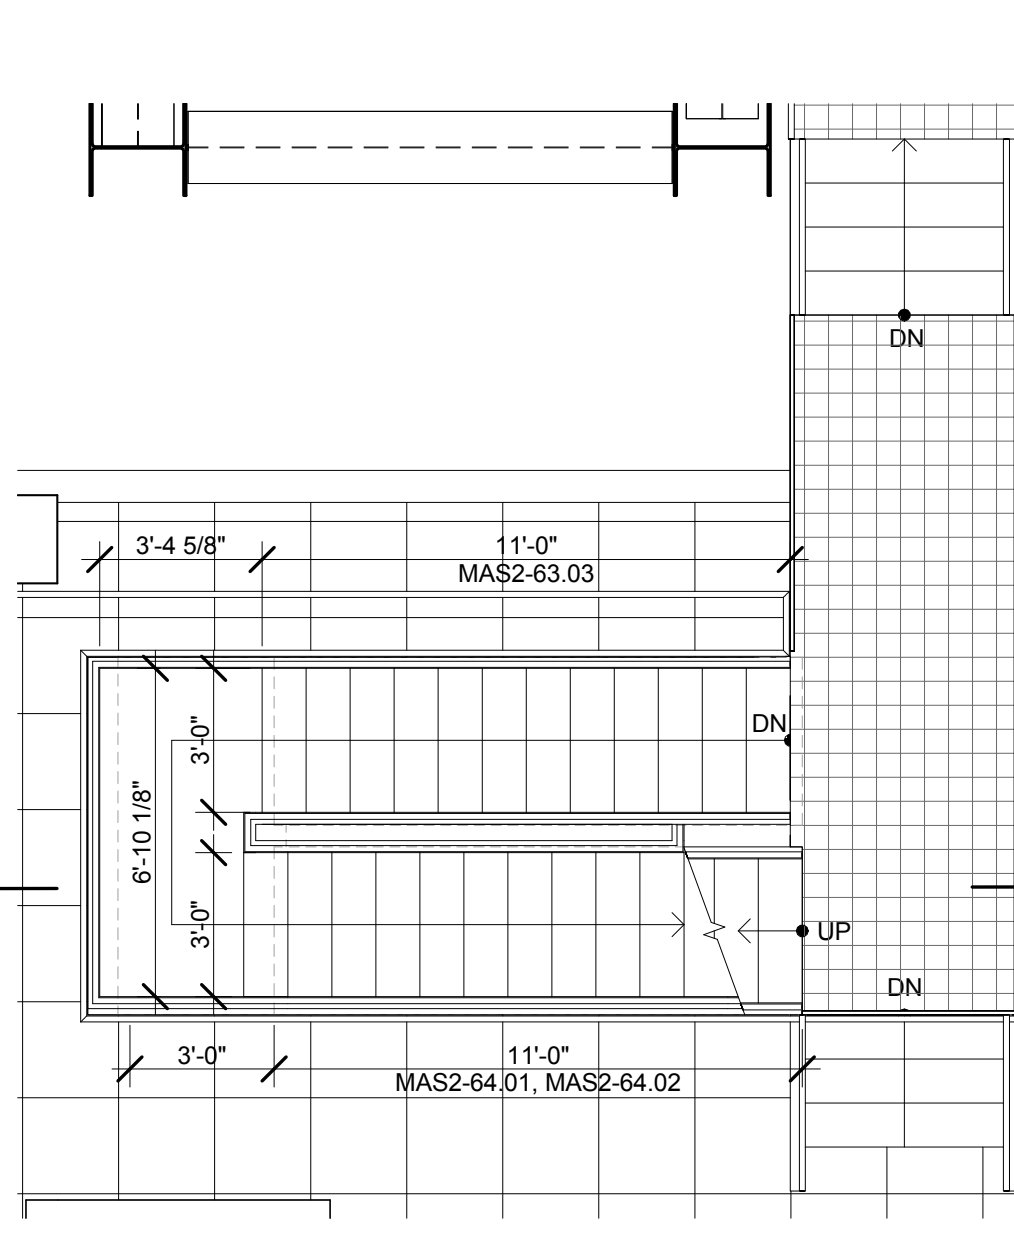 DN
3'-4 5/8"
11'-0"
MAS2-63.03
DN
3'-0"
6'-10 1/8"
3'-0"
UP
DN
3'-0"
11'-0"
MAS2-64.01, MAS2-64.02